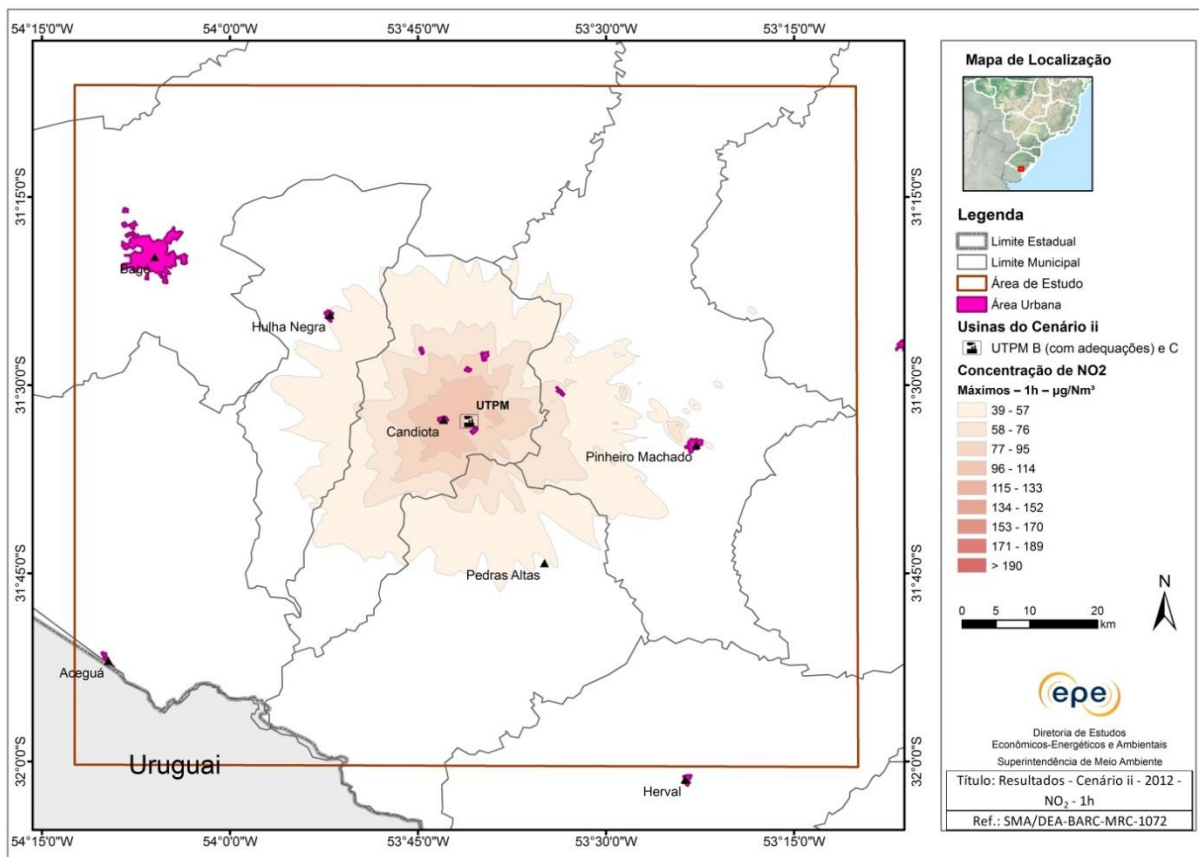 54°15'0"W
54°0'0"W
53°45'0"W
53°30'0"W
53°15'0"W
31°15'0"S
31°30'0"S
31°45'0"S
32°0'0"S
31°15'0"S
31°30'0"S
31°45'0"S
32°0'0"S
Bagé
Hulha Negra
UTPM
Candiota
Pinheiro Machado
Pedras Altas
Aceguá
Uruguai
Herval
54°15'0"W
54°0'0"W
53°45'0"W
53°30'0"W
53°15'0"W
Mapa de Localização
Legenda
Limite Estadual
Limite Municipal
Área de Estudo
Área Urbana
Usinas do Cenário ii
UTPM B (com adequações) e C
Concentração de NO2
Máximos – 1h – µg/Nm³
39 - 57
58 - 76
77 - 95
96 - 114
115 - 133
134 - 152
153 - 170
171 - 189
> 190
N
0 5 10 20
km
epe
Diretoria de Estudos
Econômicos-Energéticos e Ambientais
Superintendência de Meio Ambiente
Título: Resultados - Cenário ii - 2012 -
NO₂ - 1h
Ref.: SMA/DEA-BARC-MRC-1072